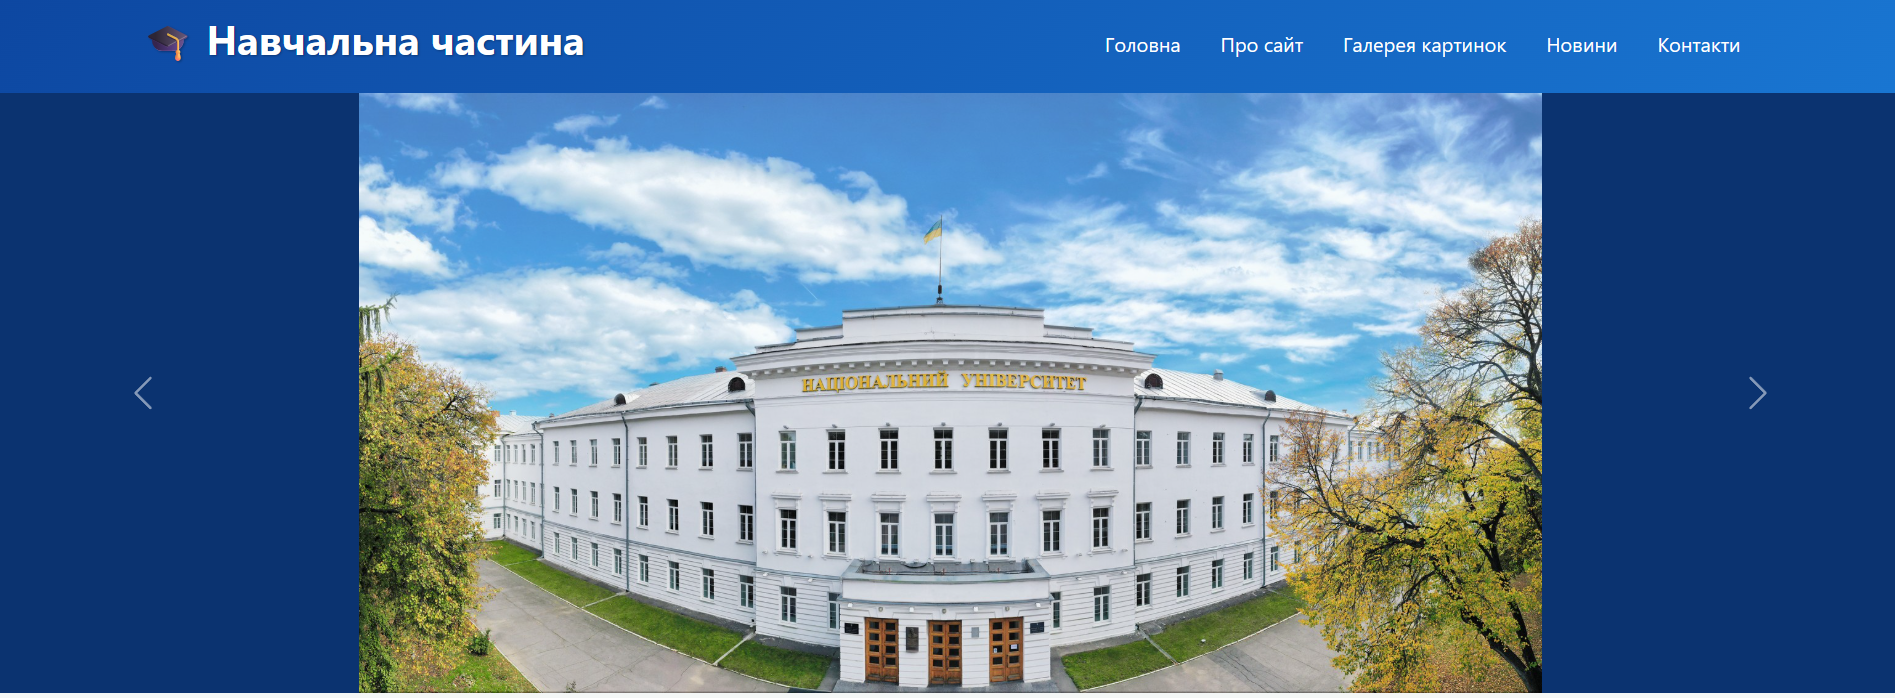 Навчальна частина
Головна Про сайт Галерея картинок Новини Контакти
НАЦІОНАЛЬНИЙ УНІВЕРСИТЕТ